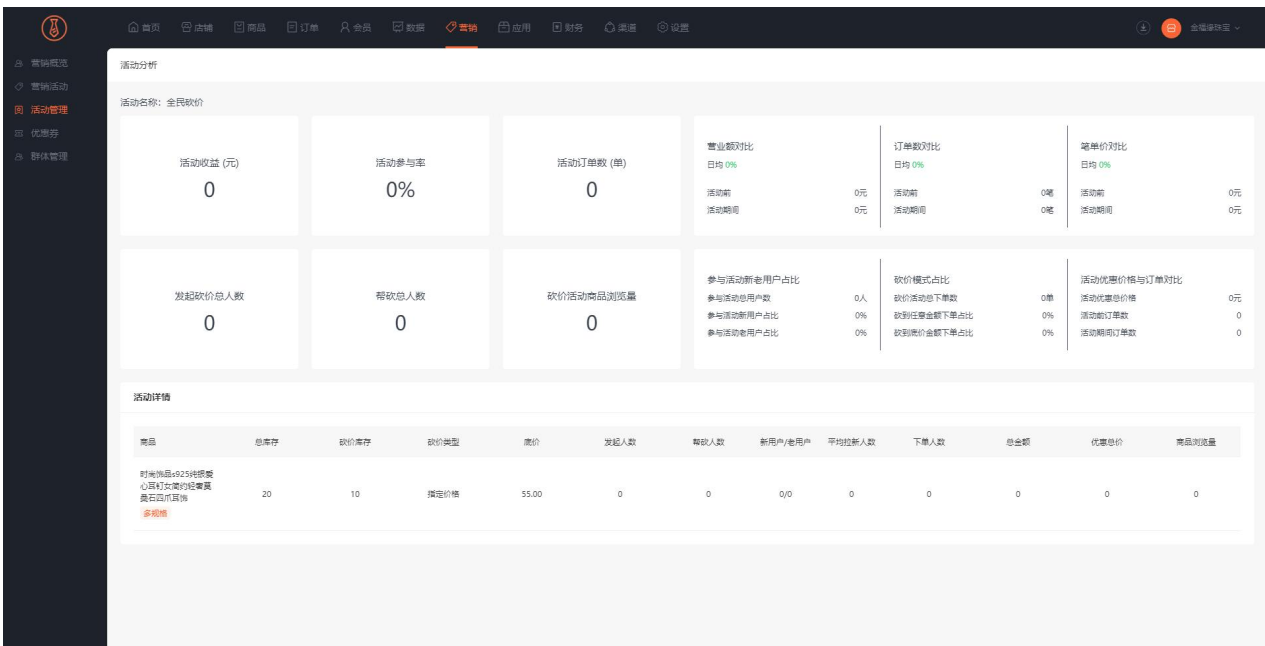 首页 店铺 商品 订单 会员 数据 营销 应用 财务 渠道 设置 金福缘珠宝
营销概览
营销活动
活动管理
优惠券
群体管理
活动分析
活动名称：全民砍价
活动收益 (元)
0
活动参与率
0%
活动订单数 (单)
0
营业额对比
日均 0%
活动前 0元
活动期间 0元
订单数对比
日均 0%
活动前 0笔
活动期间 0笔
笔单价对比
日均 0%
活动前 0元
活动期间 0元
发起砍价总人数
0
帮砍总人数
0
砍价活动商品浏览量
0
参与活动新老用户占比
参与活动总用户数 0人
参与活动新用户占比 0%
参与活动老用户占比 0%
砍价模式占比
砍价活动总下单数 0单
砍到任意金额下单占比 0%
砍到底价金额下单占比 0%
活动优惠价格与订单对比
活动优惠总价格 0元
活动前订单数 0
活动期间订单数 0
活动详情
商品 总库存 砍价库存 砍价类型 底价 发起人数 帮砍人数 新用户/老用户 平均拉新人数 下单人数 总金额 优惠总价 商品浏览量
时尚饰品s925纯银爱
心耳钉女简约轻奢莫
桑石四爪耳饰
多规格
20 10 指定价格 55.00 0 0 0/0 0 0 0 0 0